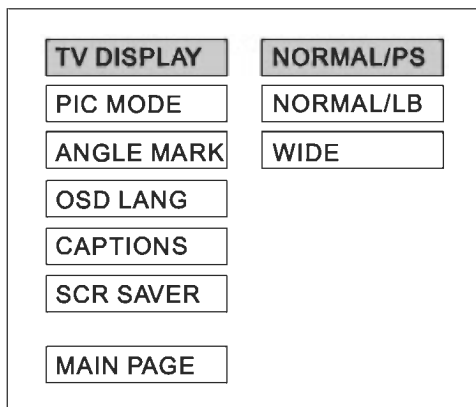 TV DISPLAY NORMAL/PS
PIC MODE NORMAL/LB
ANGLE MARK WIDE
OSD LANG
CAPTIONS
SCR SAVER
MAIN PAGE